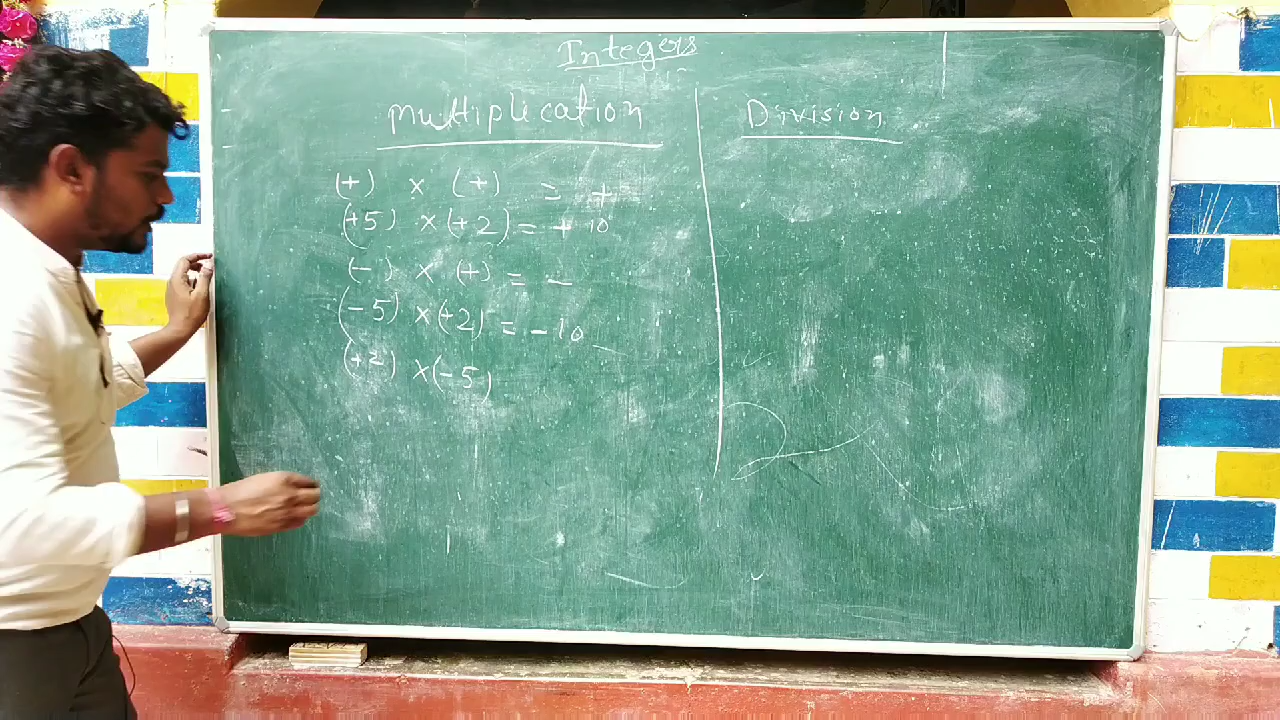 Integers
multiplication
(+) × (+) = +
(+5) ×(+2) = + 10
(-) × (+) = -
(-5) ×(+2) = -10
(+2) ×(-5)
Division